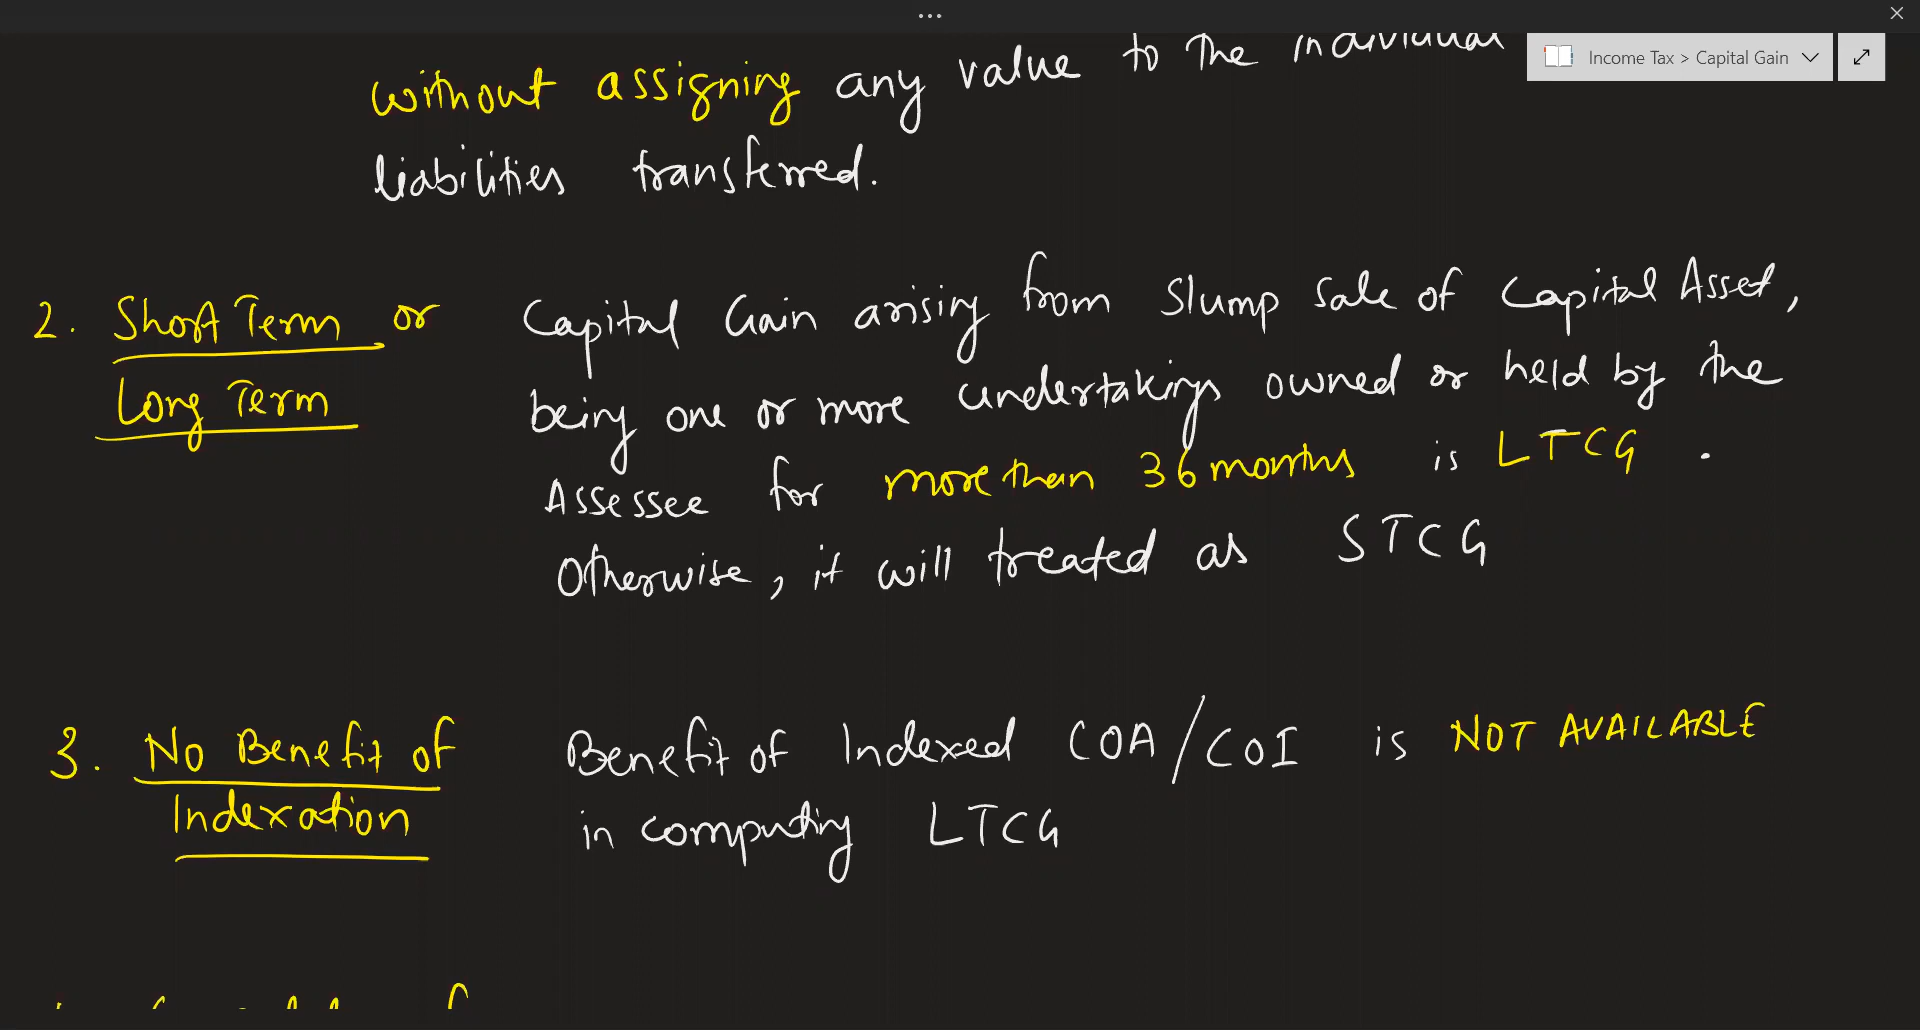 Income Tax > Capital Gain
without assigning any value to the individual
liabilities transferred.
2. Short Term or
Long Term
Capital Gain arising from Slump Sale of Capital Asset,
being one or more undertakings owned or held by the
Assessee for more than 36 months is LTCG.
Otherwise, it will treated as STCG
3. No Benefit of
Indexation
Benefit of Indexed COA/COI is NOT AVAILABLE
in computing LTCG